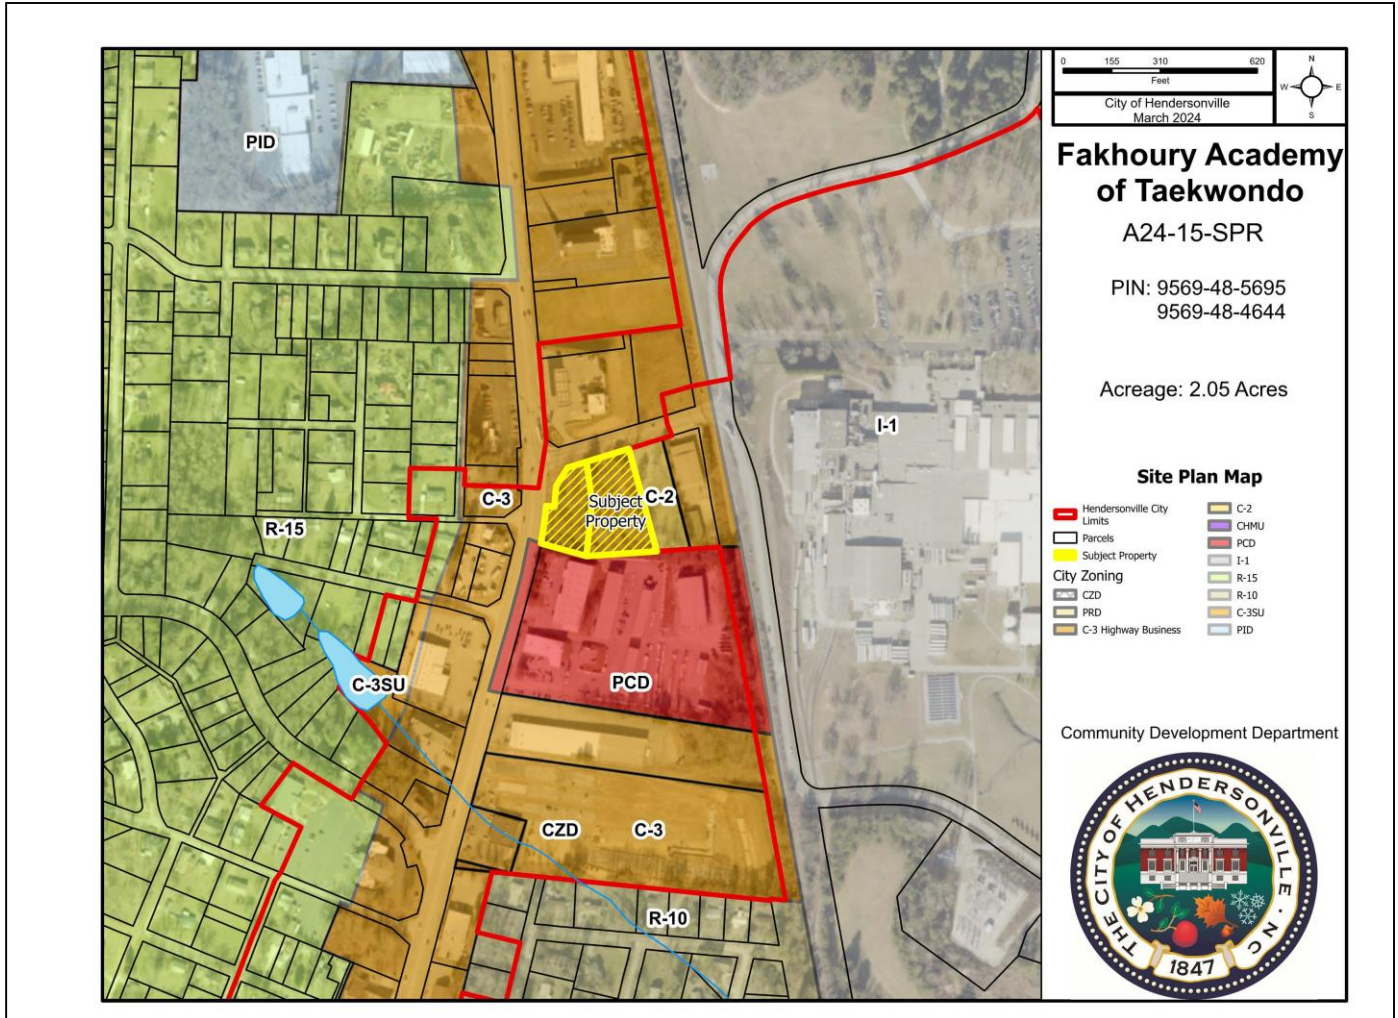 PID
C-3
C-2
Subject
Property
I-1
R-15
C-3SU
PCD
CZD
C-3
R-10
0 155 310 620
Feet
N
W E
S
City of Hendersonville
March 2024
Fakhoury Academy
of Taekwondo
A24-15-SPR
PIN: 9569-48-5695
9569-48-4644
Acreage: 2.05 Acres
Site Plan Map
Hendersonville City
Limits
Parcels
Subject Property
City Zoning
CZD
PRD
C-3 Highway Business
C-2
CHMU
PCD
I-1
R-15
R-10
C-3SU
PID
Community Development Department
THE CITY OF HENDERSONVILLE · NC
1847